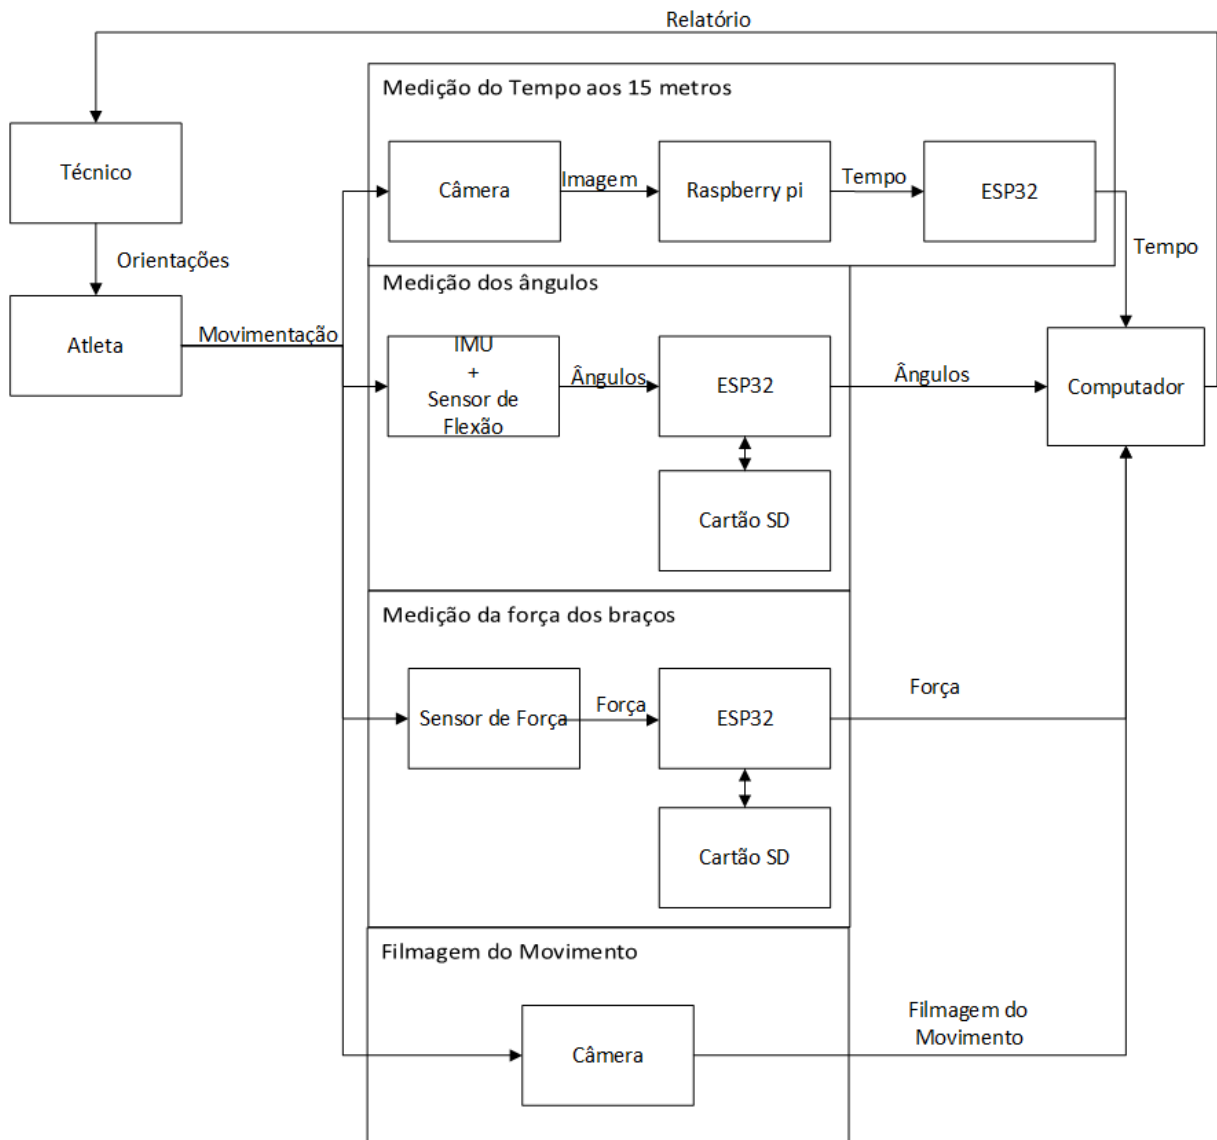 Relatório
Medição do Tempo aos 15 metros
Técnico
Câmera
Imagem
Raspberry pi
Tempo
ESP32
Orientações
Tempo
Medição dos ângulos
Atleta
Movimentação
IMU
+
Sensor de
Flexão
Ângulos
ESP32
Ângulos
Computador
Cartão SD
Medição da força dos braços
Sensor de Força
Força
ESP32
Força
Cartão SD
Filmagem do Movimento
Câmera
Filmagem do
Movimento